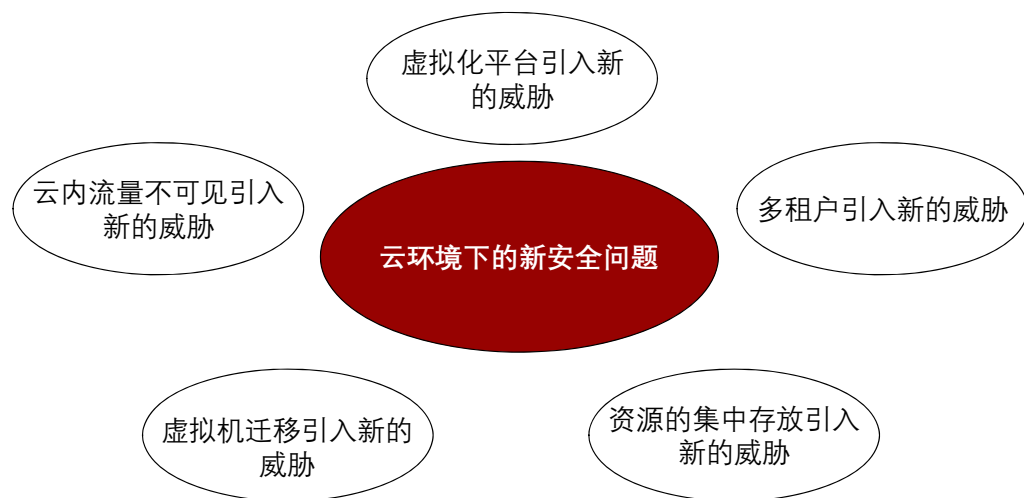 虚拟化平台引入新
的威胁
云内流量不可见引入
新的威胁
多租户引入新的威胁
云环境下的新安全问题
虚拟机迁移引入新的
威胁
资源的集中存放引入
新的威胁